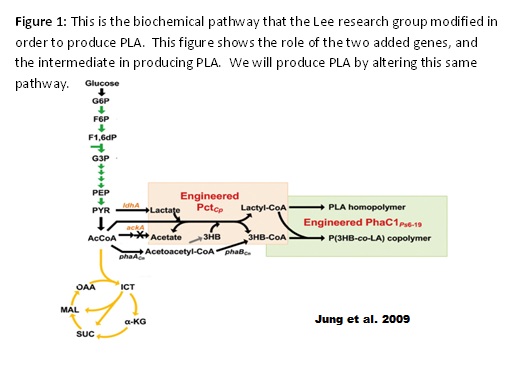 Figure 1: This is the biochemical pathway that the Lee research group modified in
order to produce PLA. This figure shows the role of the two added genes, and
the intermediate in producing PLA. We will produce PLA by altering this same
pathway.
Glucose
G6P
F6P
F1,6dP
G3P
PEP
PYR
ldhA
Lactate
Engineered
Pct Cp
Lactyl-CoA
PLA homopolymer
Engineered PhaC1 Ps6-19
ackA
AcCoA
Acetate
3HB
3HB-CoA
P(3HB-co-LA) copolymer
phaA Ce
Acetoacetyl-CoA
phaB Ce
OAA
ICT
MAL
α-KG
SUC
Jung et al. 2009